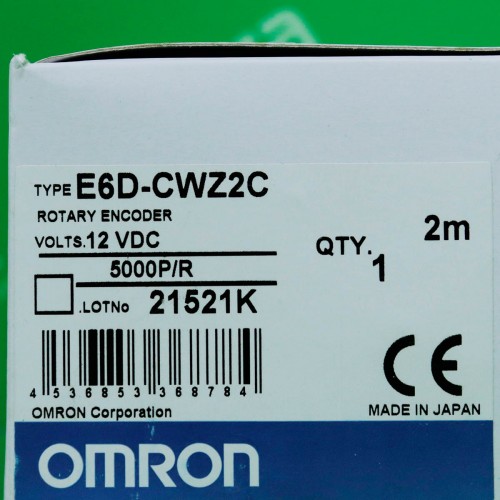 TYPE E6D-CWZ2C
ROTARY ENCODER
VOLTS.12 VDC
QTY. 1
2m
5000P/R
.LOTNo 21521K
4 536853 368784
CE
OMRON Corporation
MADE IN JAPAN
OMRON